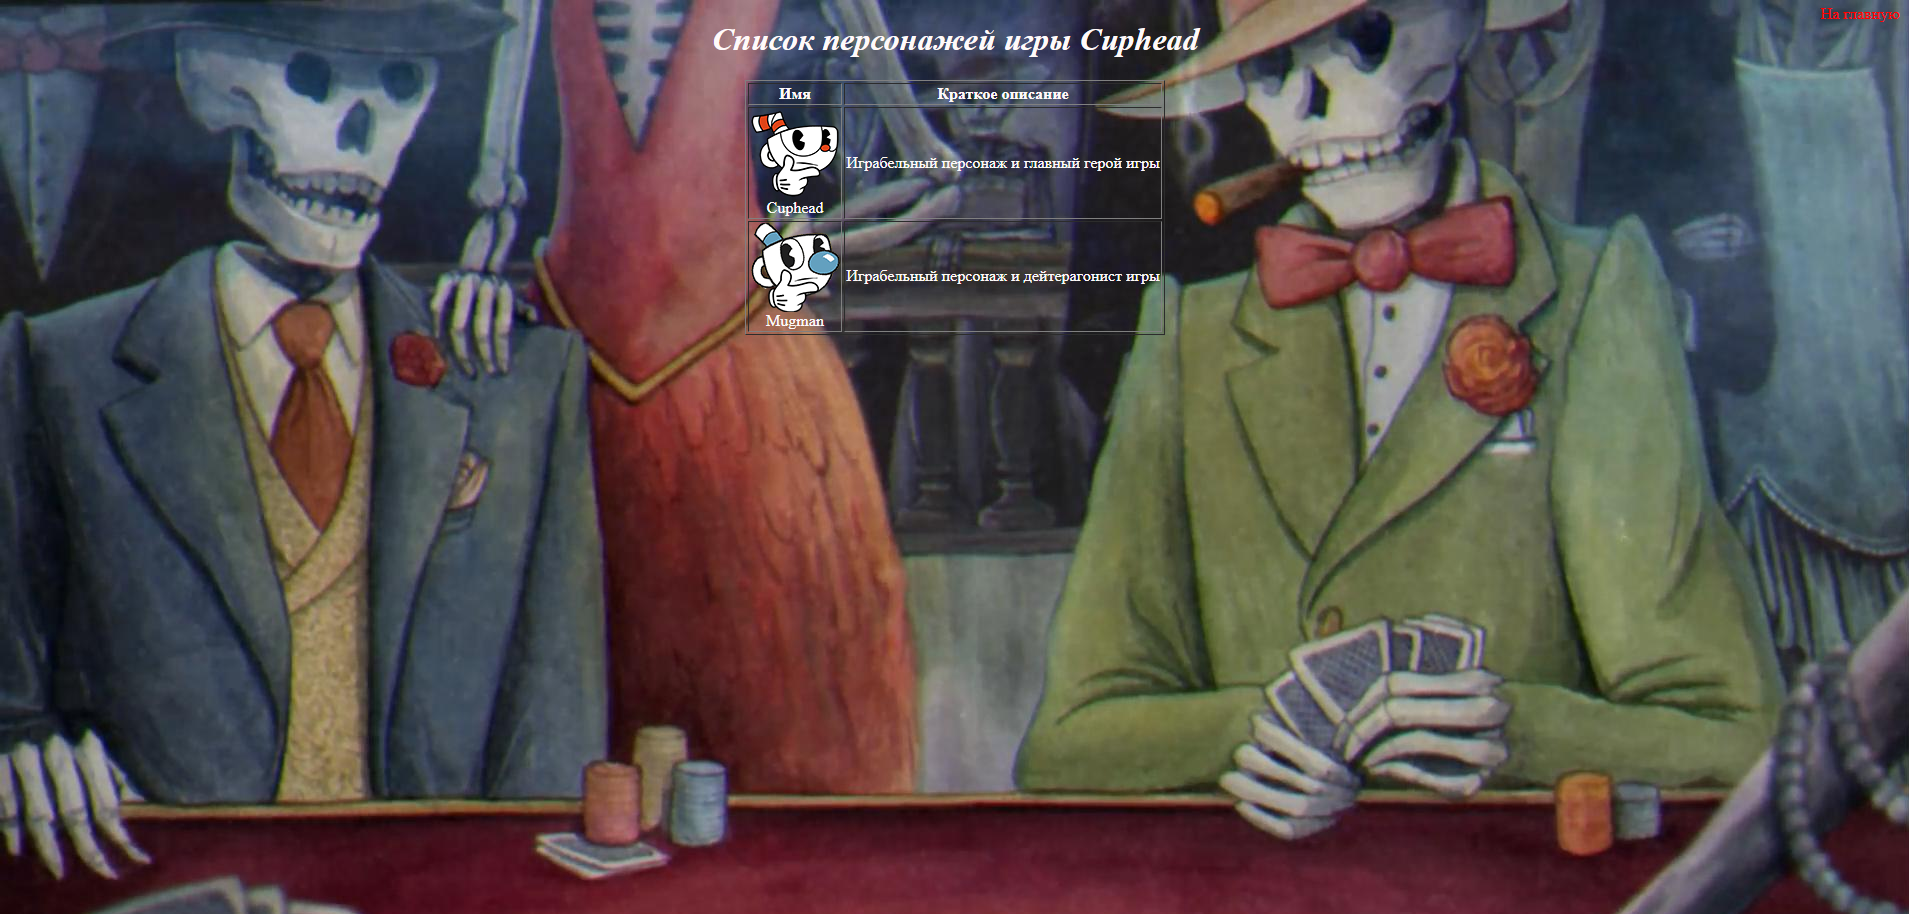 На главную
Список персонажей игры Cuphead
Имя
Краткое описание
Cuphead
Играбельный персонаж и главный герой игры
Mugman
Играбельный персонаж и дейтерагонист игры